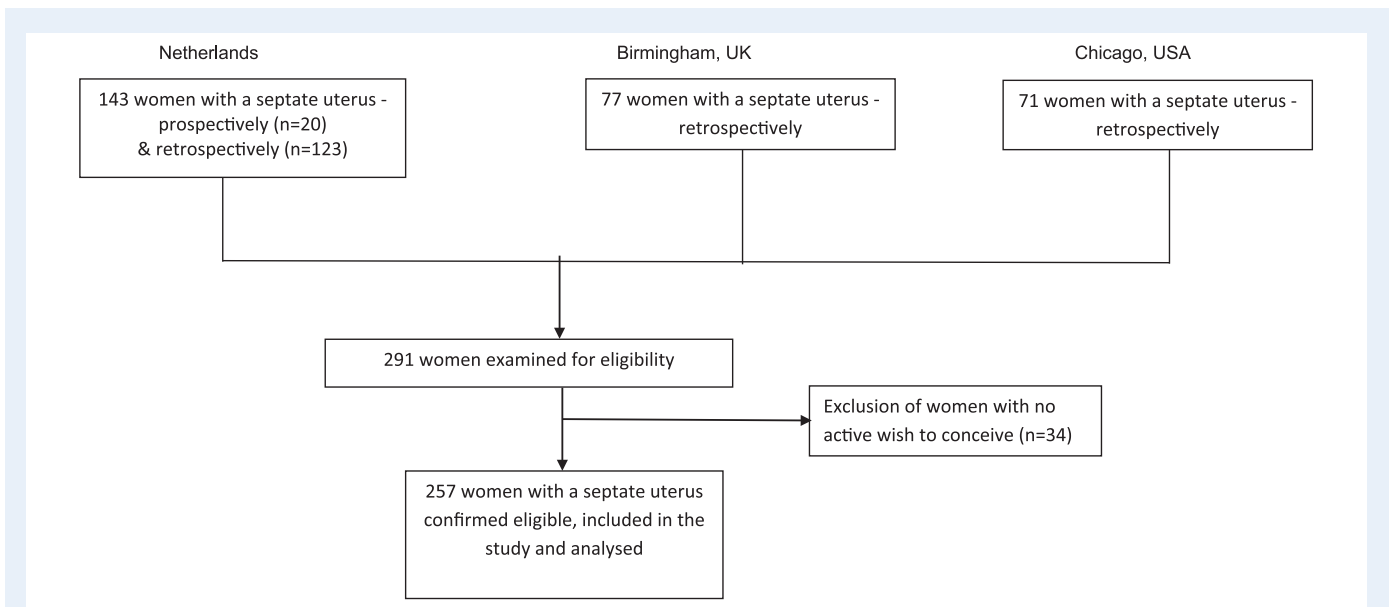 Netherlands
143 women with a septate uterus -
prospectively (n=20)
& retrospectively (n=123)
Birmingham, UK
77 women with a septate uterus -
retrospectively
Chicago, USA
71 women with a septate uterus -
retrospectively
291 women examined for eligibility
Exclusion of women with no
active wish to conceive (n=34)
257 women with a septate uterus
confirmed eligible, included in the
study and analysed